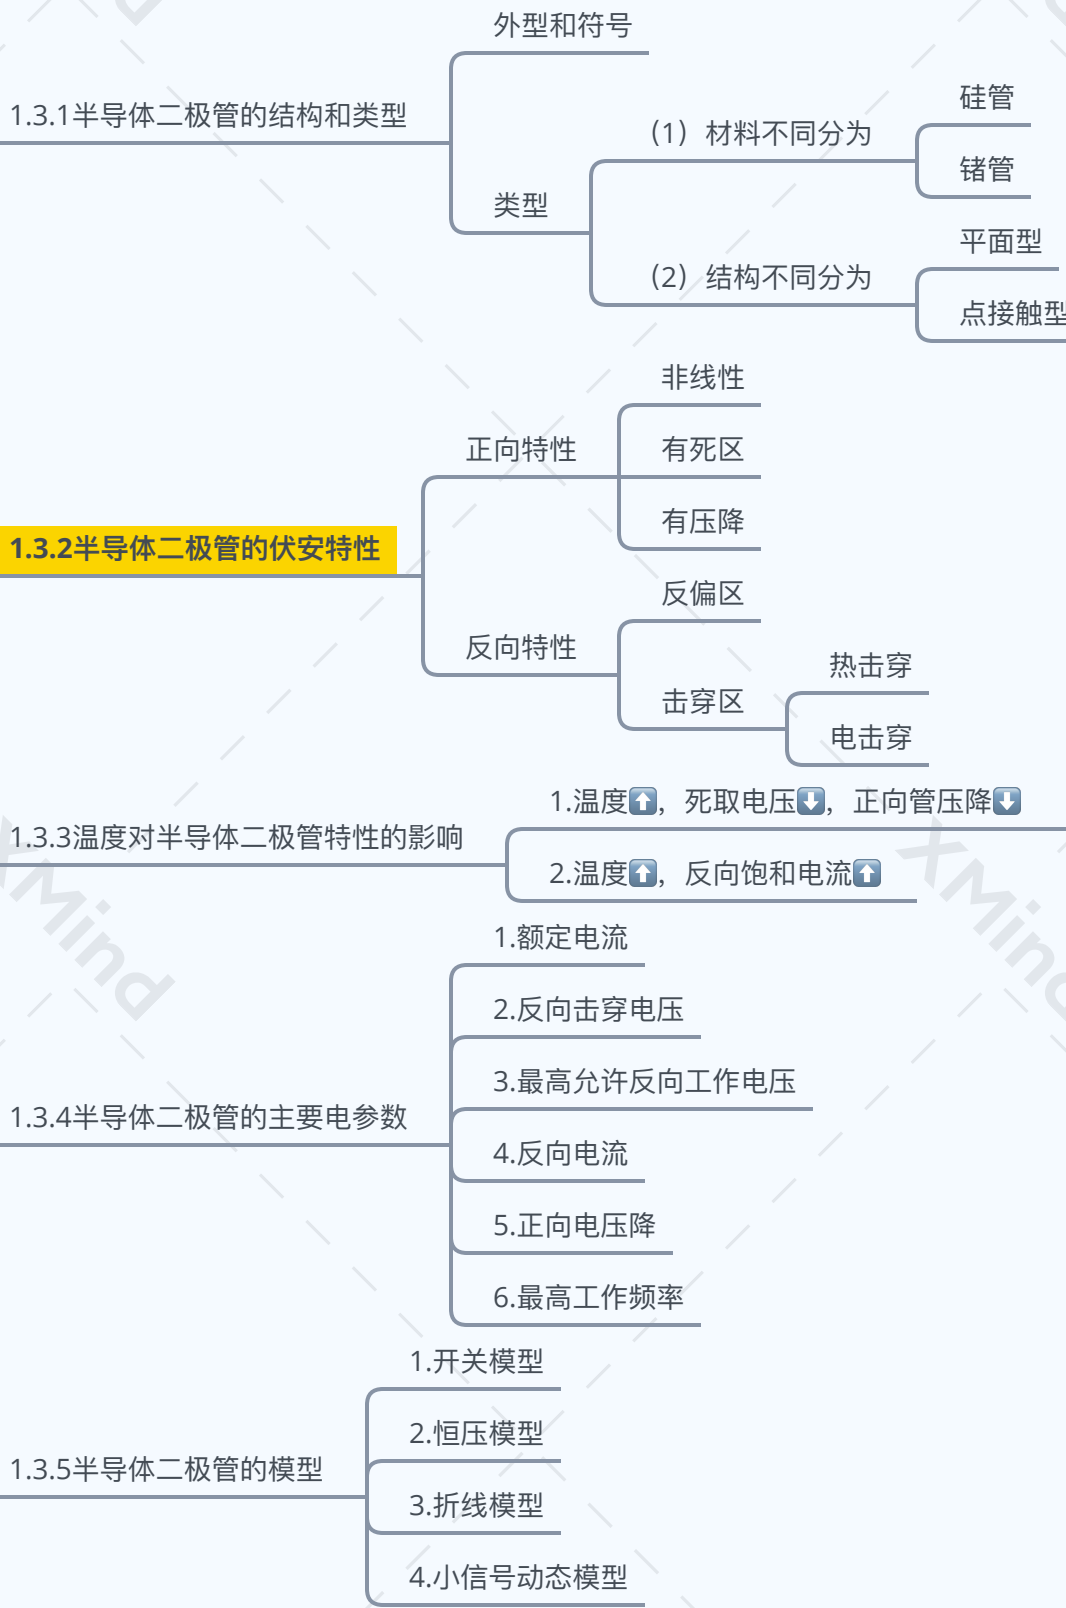 外型和符号
1.3.1半导体二极管的结构和类型
硅管
（1）材料不同分为
锗管
类型
平面型
（2）结构不同分为
点接触型
非线性
正向特性
有死区
有压降
1.3.2半导体二极管的伏安特性
反偏区
反向特性
热击穿
击穿区
电击穿
1.温度⬆️，死取电压⬇️，正向管压降⬇️
1.3.3温度对半导体二极管特性的影响
2.温度⬆️，反向饱和电流⬆️
XMind
XMind
1.额定电流
2.反向击穿电压
3.最高允许反向工作电压
1.3.4半导体二极管的主要电参数
4.反向电流
5.正向电压降
6.最高工作频率
1.开关模型
2.恒压模型
1.3.5半导体二极管的模型
3.折线模型
4.小信号动态模型